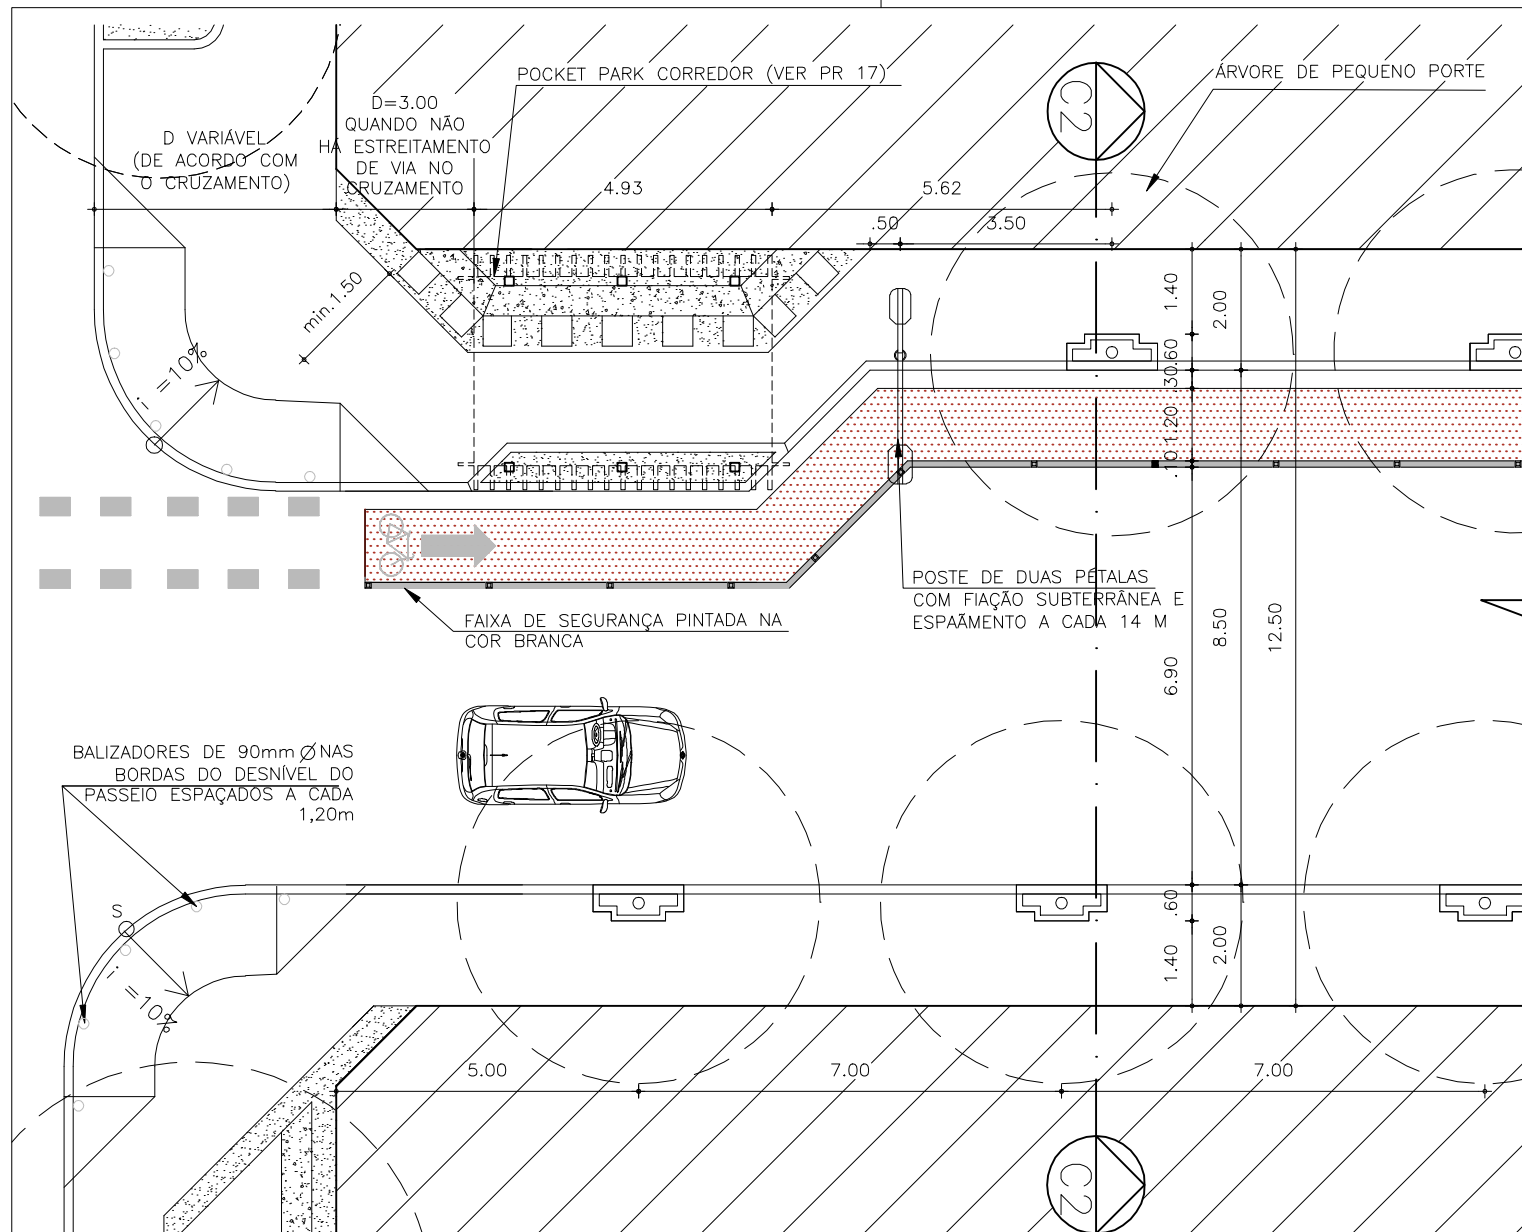 POCKET PARK CORREDOR (VER PR 17)
ÁRVORE DE PEQUENO PORTE
C2
D=3.00
QUANDO NÃO
HÁ ESTREITAMENTO
DE VIA NO
CRUZAMENTO
D VARIÁVEL
(DE ACORDO COM
O CRUZAMENTO)
4.93
5.62
.50
3.50
min.1.50
1.40
2.00
i =10%
.60
.30
1.20
.10
POSTE DE DUAS PÉTALAS
COM FIAÇÃO SUBTERRÂNEA E
ESPAÃMENTO A CADA 14 M
FAIXA DE SEGURANÇA PINTADA NA
COR BRANCA
8.50
12.50
6.90
BALIZADORES DE 90mm Ø NAS
BORDAS DO DESNÍVEL DO
PASSEIO ESPAÇADOS A CADA
1,20m
S
.60
1.40
2.00
i =10%
5.00
7.00
7.00
C2